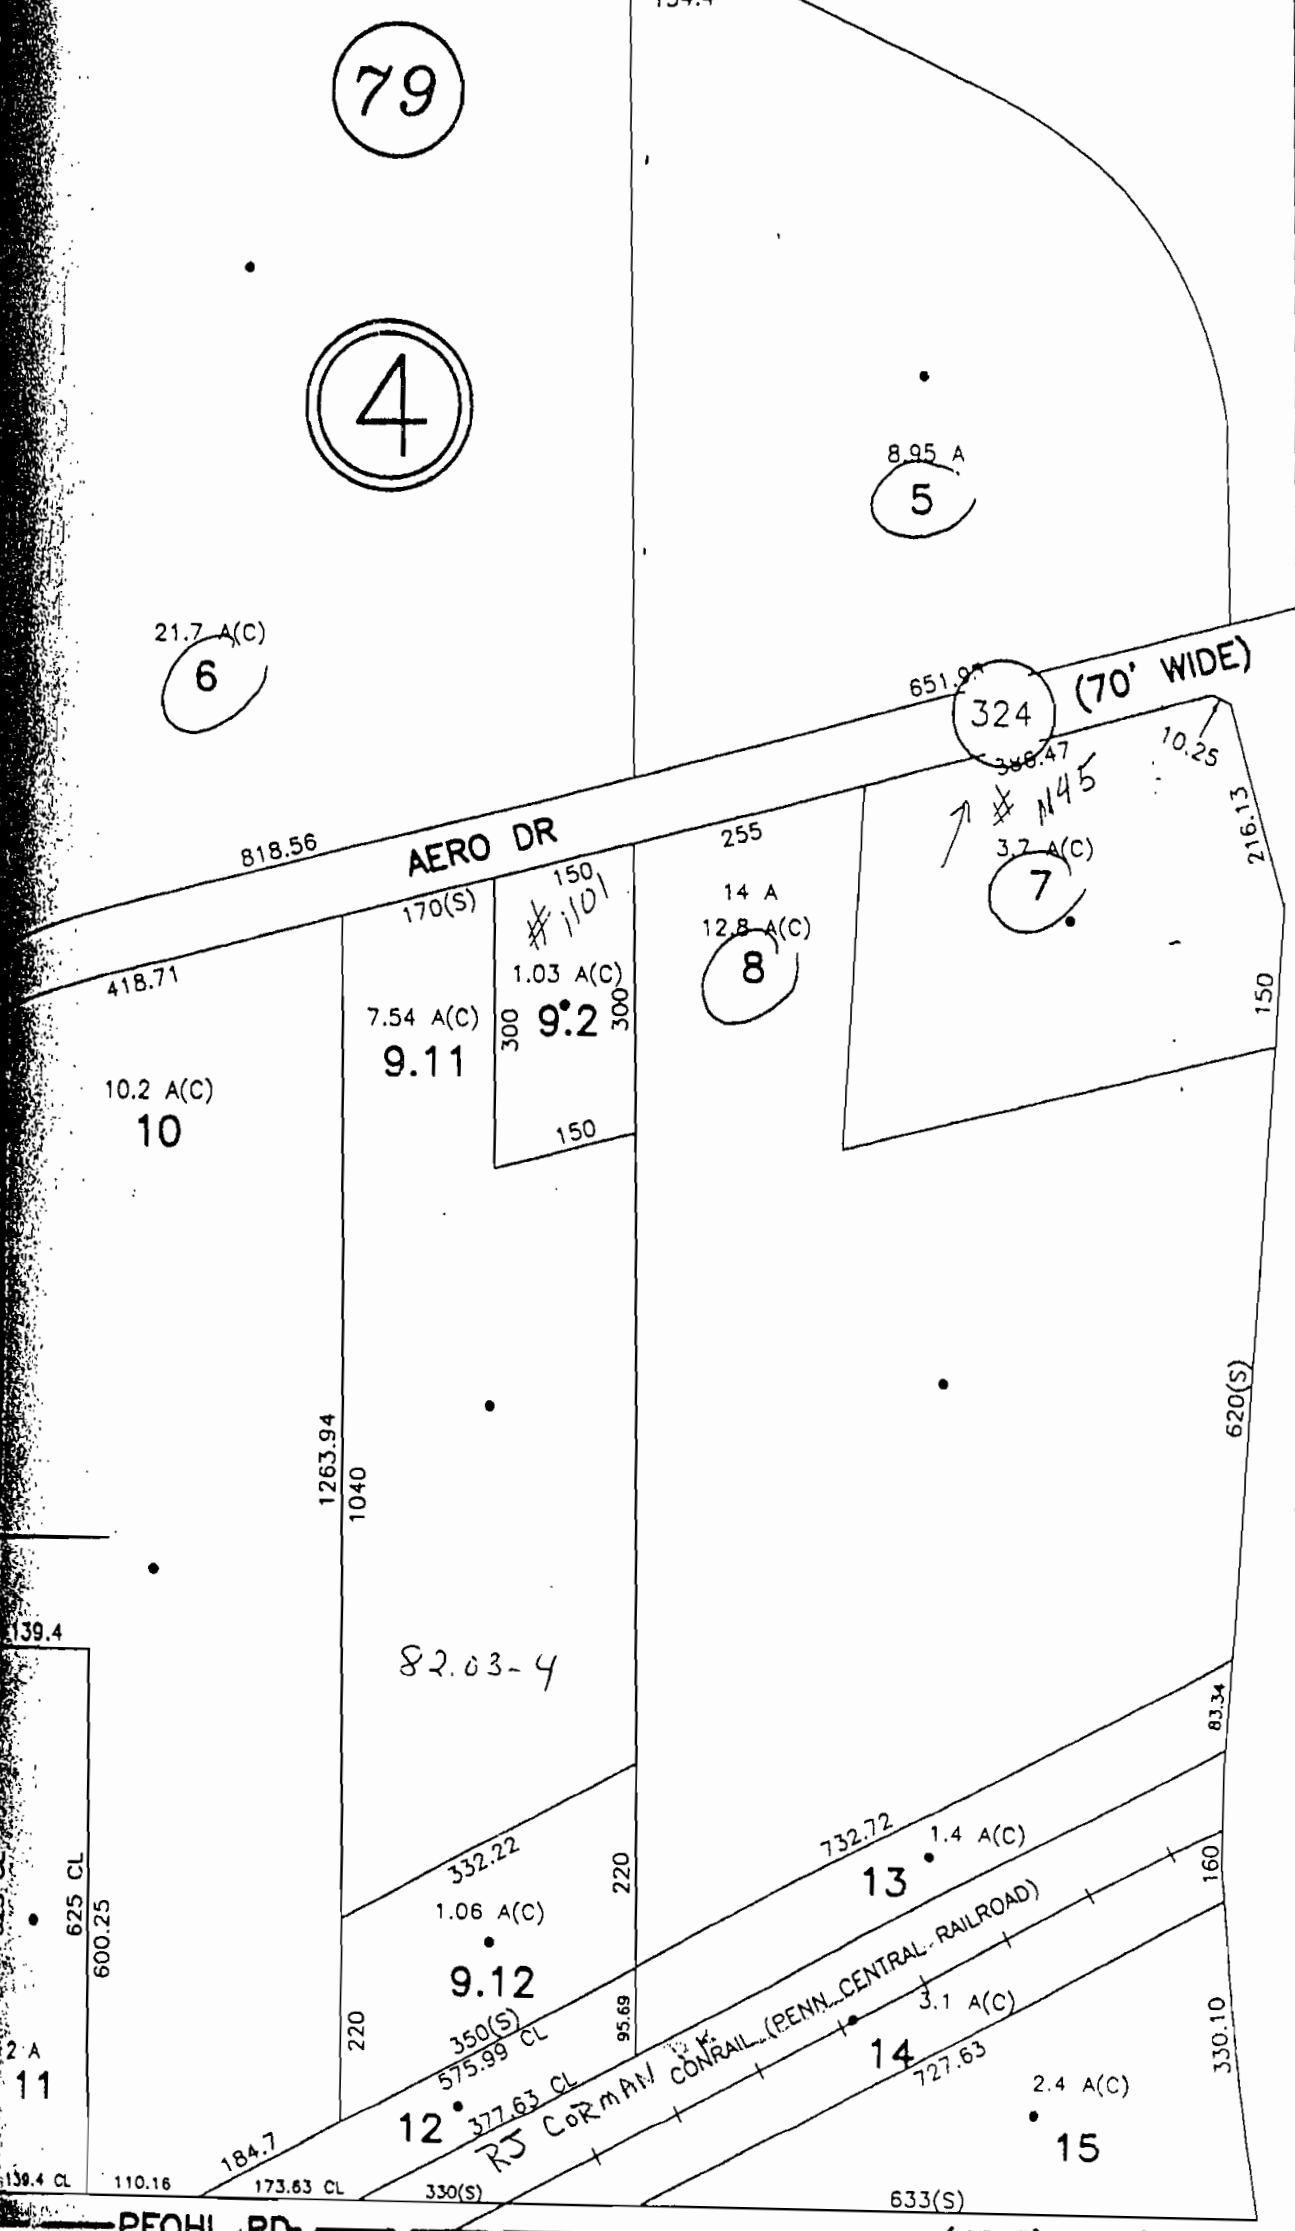 79
4
8.95 A
5
21.7 A(C)
6
651.9
324
(70' WIDE)
10.25
386.47
# 1145
216.13
3.7 A(C)
7
150
818.56
AERO DR
255
418.71
170(S)
150
# 1101
14 A
12.8 A(C)
8
1.03 A(C)
9.2
300
300
7.54 A(C)
9.11
10.2 A(C)
10
150
620(S)
1263.94
1040
139.4
82.03-4
83.34
732.72
1.4 A(C)
13
160
332.22
220
1.06 A(C)
9.12
625 CL
600.25
220
350(S)
575.99 CL
95.69
RJ CORMAN
CONRAIL (PENN CENTRAL RAILROAD)
3.1 A(C)
14
727.63
330.10
2 A
11
2.4 A(C)
15
12
377.63 CL
184.7
139.4 CL
110.16
173.63 CL
330(S)
633(S)
PFOHL RD